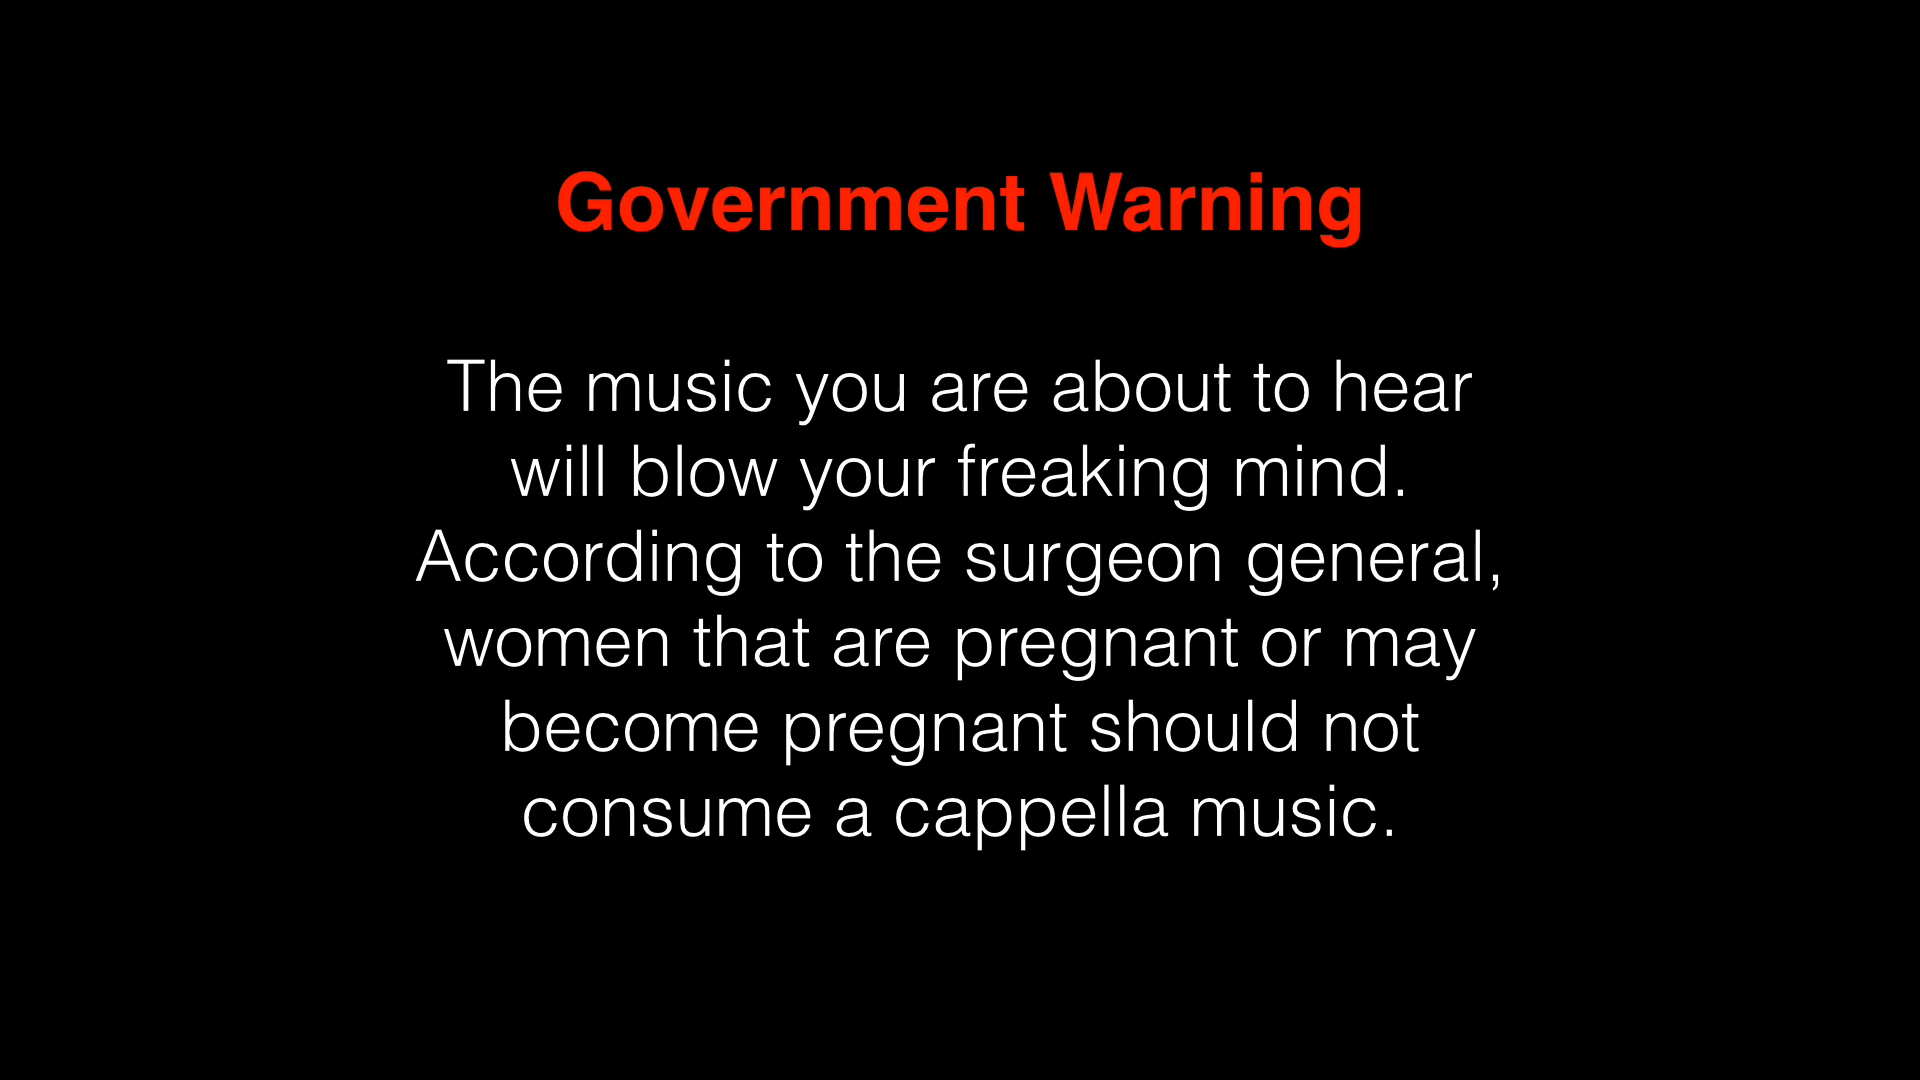 Government Warning
The music you are about to hear
will blow your freaking mind.
According to the surgeon general,
women that are pregnant or may
become pregnant should not
consume a cappella music.